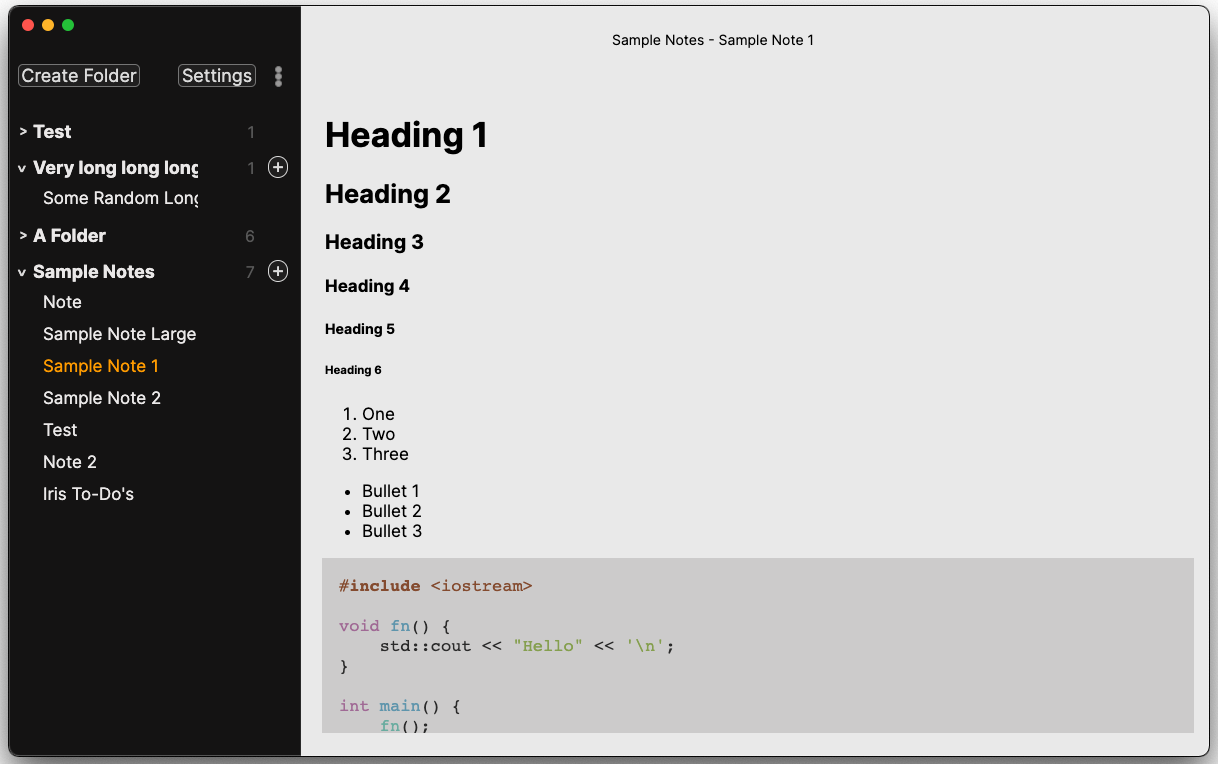 Create Folder Settings
> Test 1
v Very long long long 1
Some Random Long
> A Folder 6
v Sample Notes 7
Note
Sample Note Large
Sample Note 1
Sample Note 2
Test
Note 2
Iris To-Do's
Sample Notes - Sample Note 1
Heading 1
Heading 2
Heading 3
Heading 4
Heading 5
Heading 6
1. One
2. Two
3. Three
• Bullet 1
• Bullet 2
• Bullet 3
#include <iostream>
void fn() {
    std::cout << "Hello" << '\n';
}
int main() {
    fn();